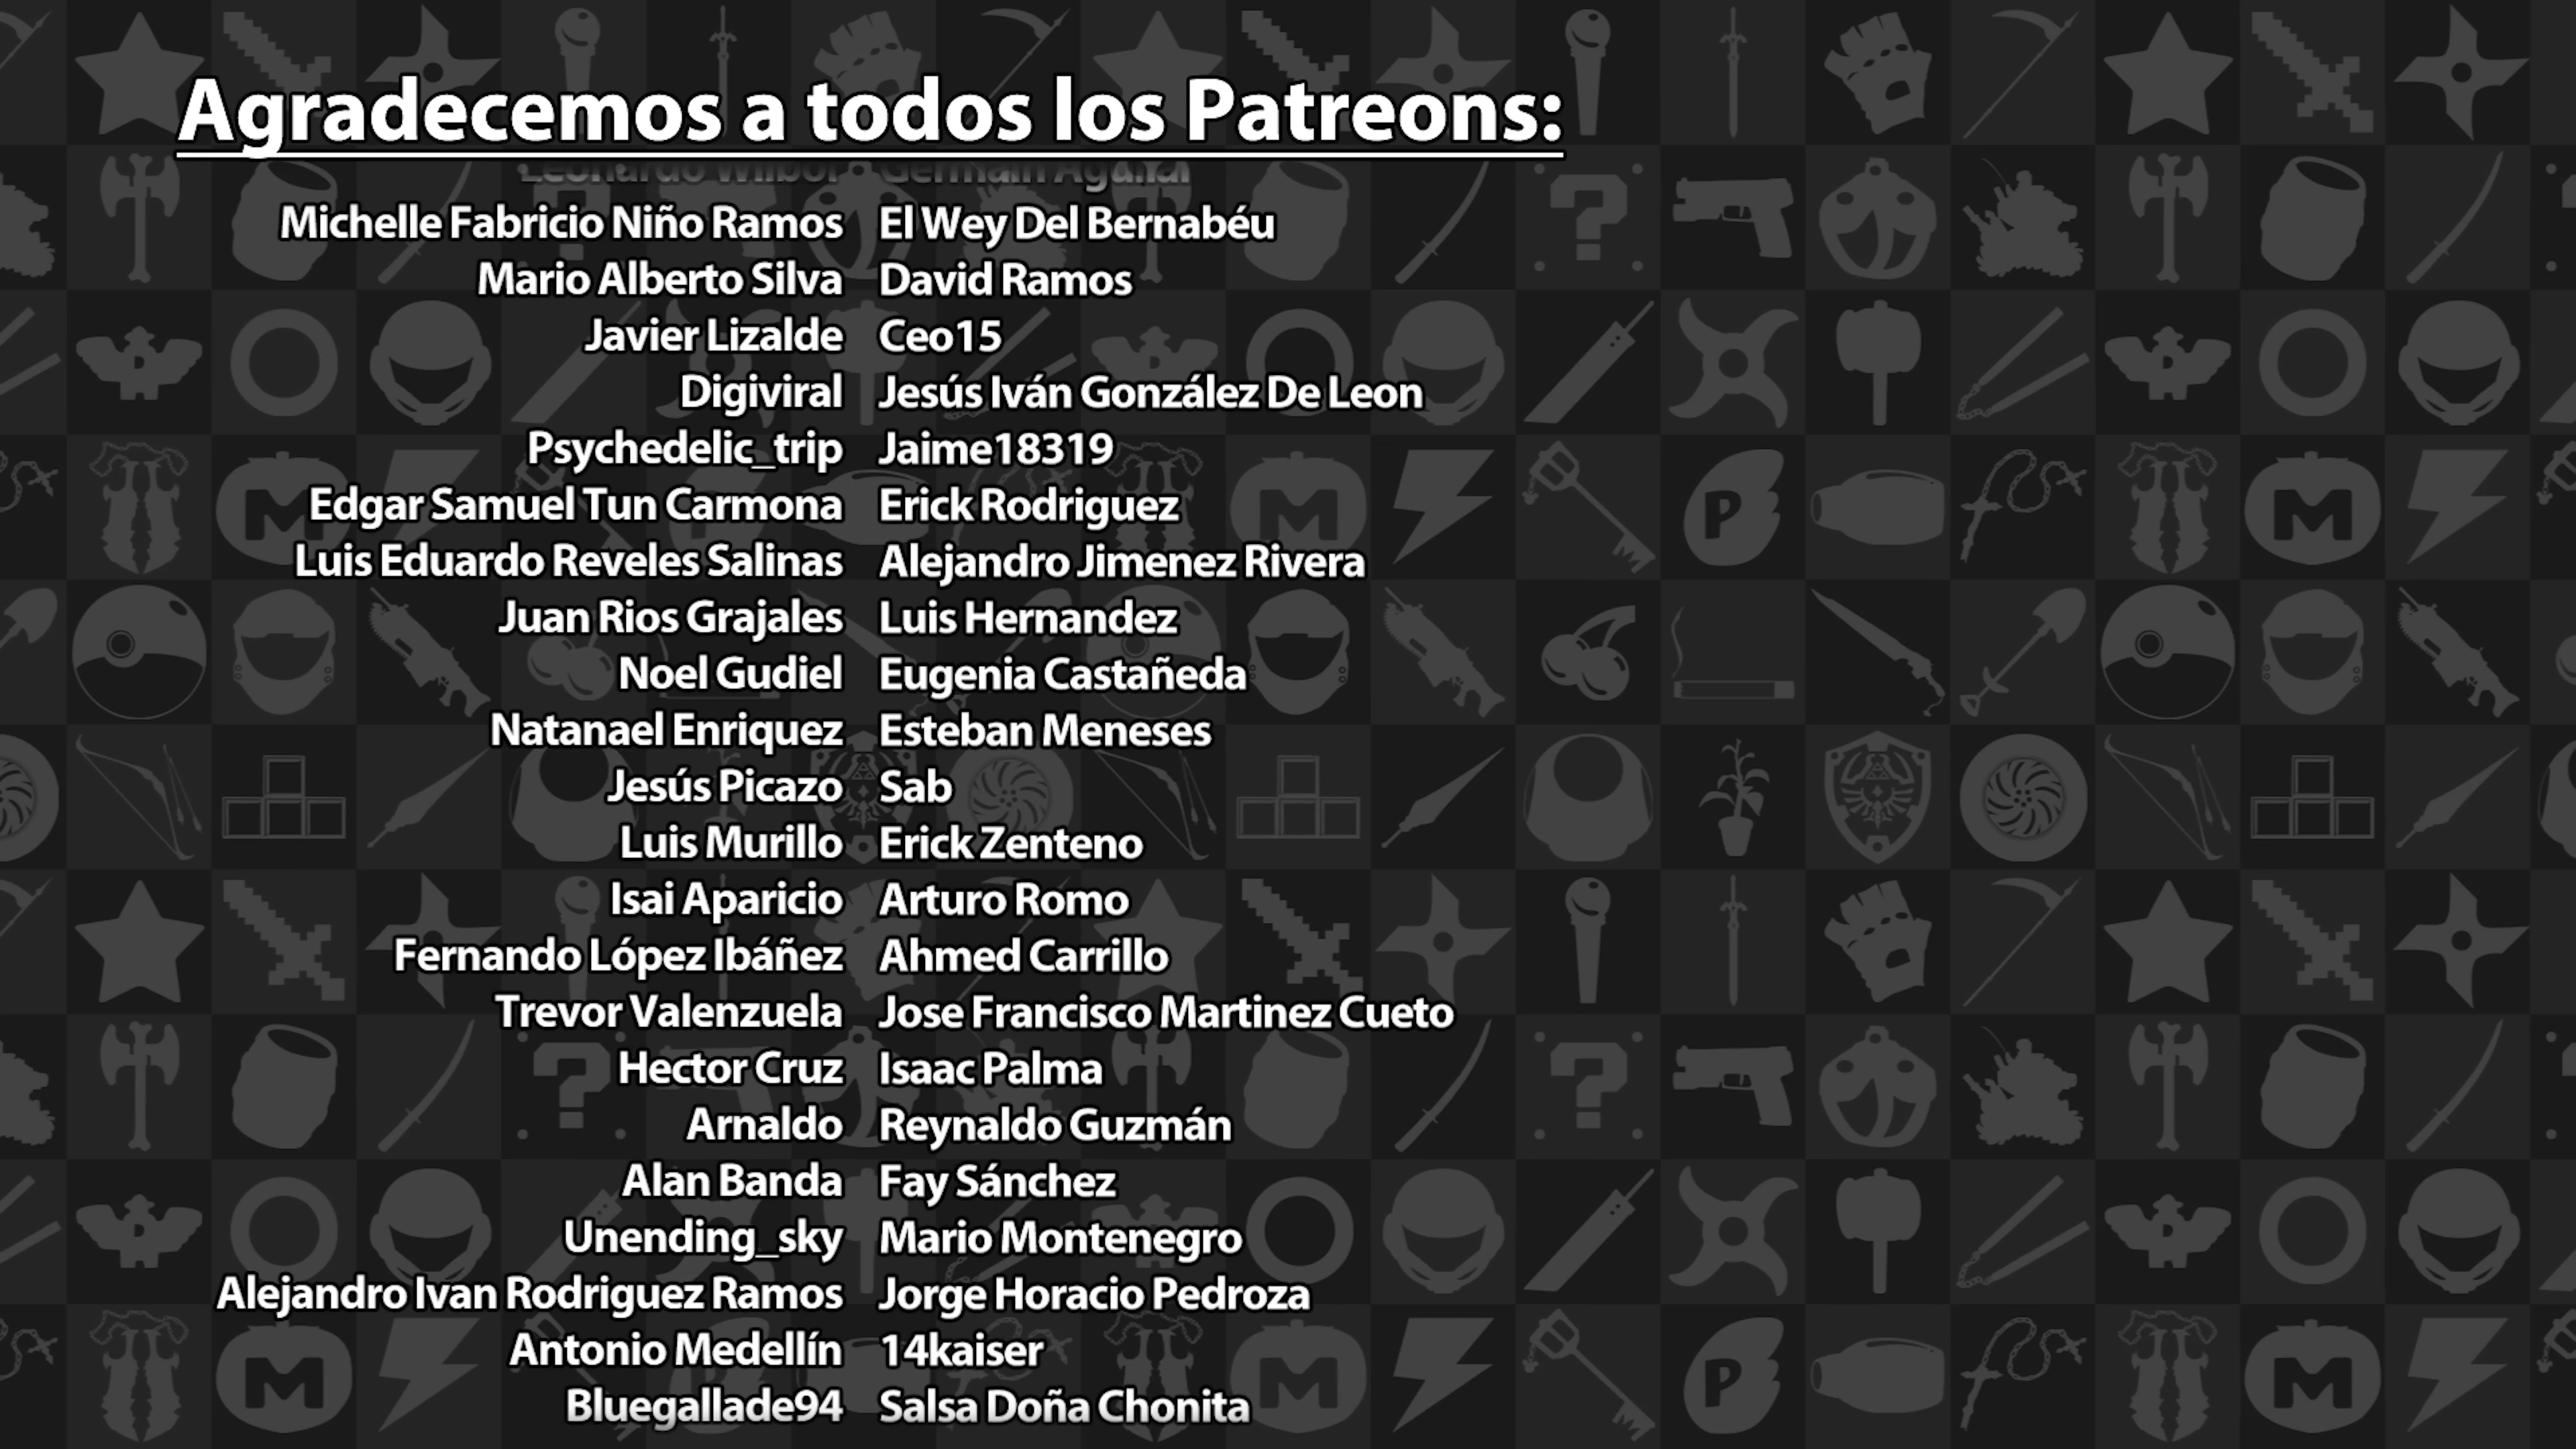 Agradecemos a todos los Patreons:
Michelle Fabricio Niño Ramos El Wey Del Bernabéu
Mario Alberto Silva David Ramos
Javier Lizalde Ceo15
Digiviral Jesús Iván González De Leon
Psychedelic_trip Jaime18319
Edgar Samuel Tun Carmona Erick Rodriguez
Luis Eduardo Reveles Salinas Alejandro Jimenez Rivera
Juan Rios Grajales Luis Hernandez
Noel Gudiel Eugenia Castañeda
Natanael Enriquez Esteban Meneses
Jesús Picazo Sab
Luis Murillo Erick Zenteno
Isai Aparicio Arturo Romo
Fernando López Ibáñez Ahmed Carrillo
Trevor Valenzuela Jose Francisco Martinez Cueto
Hector Cruz Isaac Palma
Arnaldo Reynaldo Guzmán
Alan Banda Fay Sánchez
Unending_sky Mario Montenegro
Alejandro Ivan Rodriguez Ramos Jorge Horacio Pedroza
Antonio Medellín 14kaiser
Bluegallade94 Salsa Doña Chonita